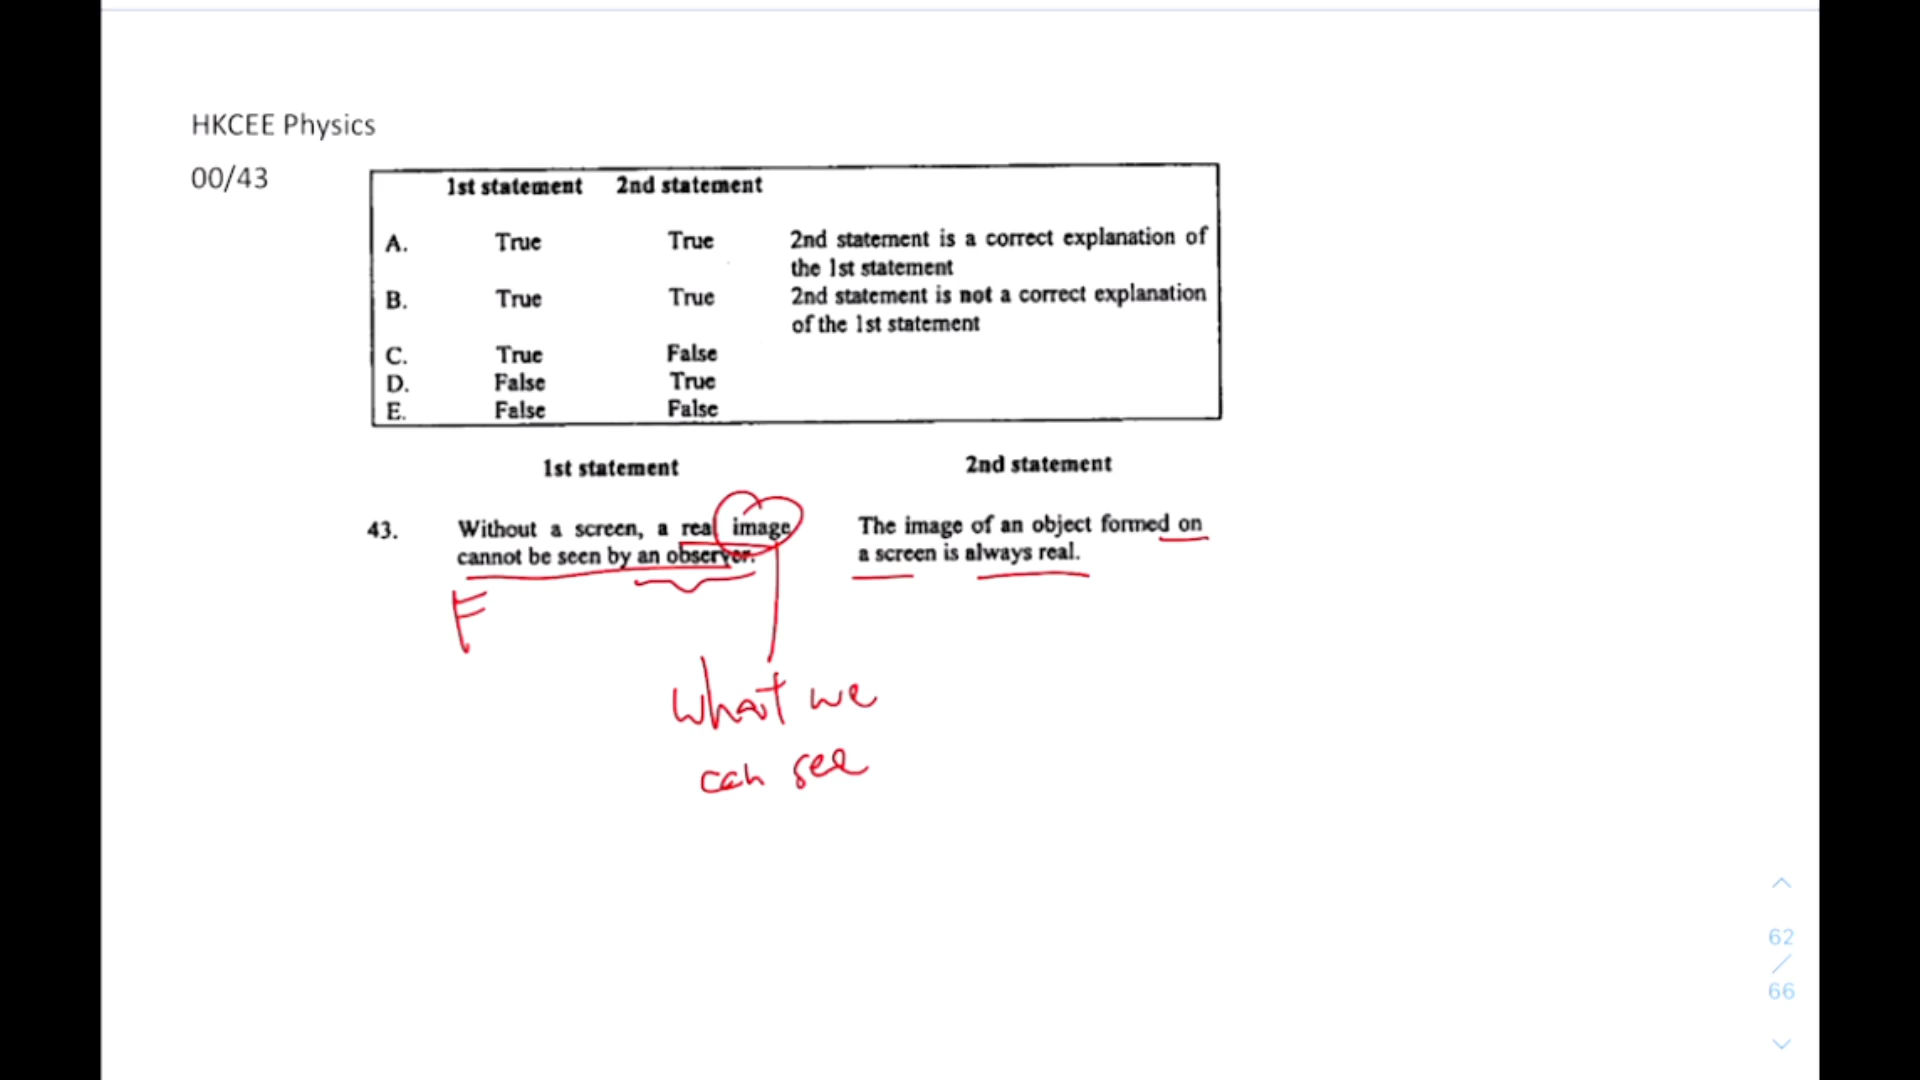 HKCEE Physics
00/43
1st statement 2nd statement
A. True True 2nd statement is a correct explanation of
the 1st statement
B. True True 2nd statement is not a correct explanation
of the 1st statement
C. True False
D. False True
E. False False
1st statement 2nd statement
43. Without a screen, a real image The image of an object formed on
cannot be seen by an observer. a screen is always real.
F
what we
can see
62
/
66